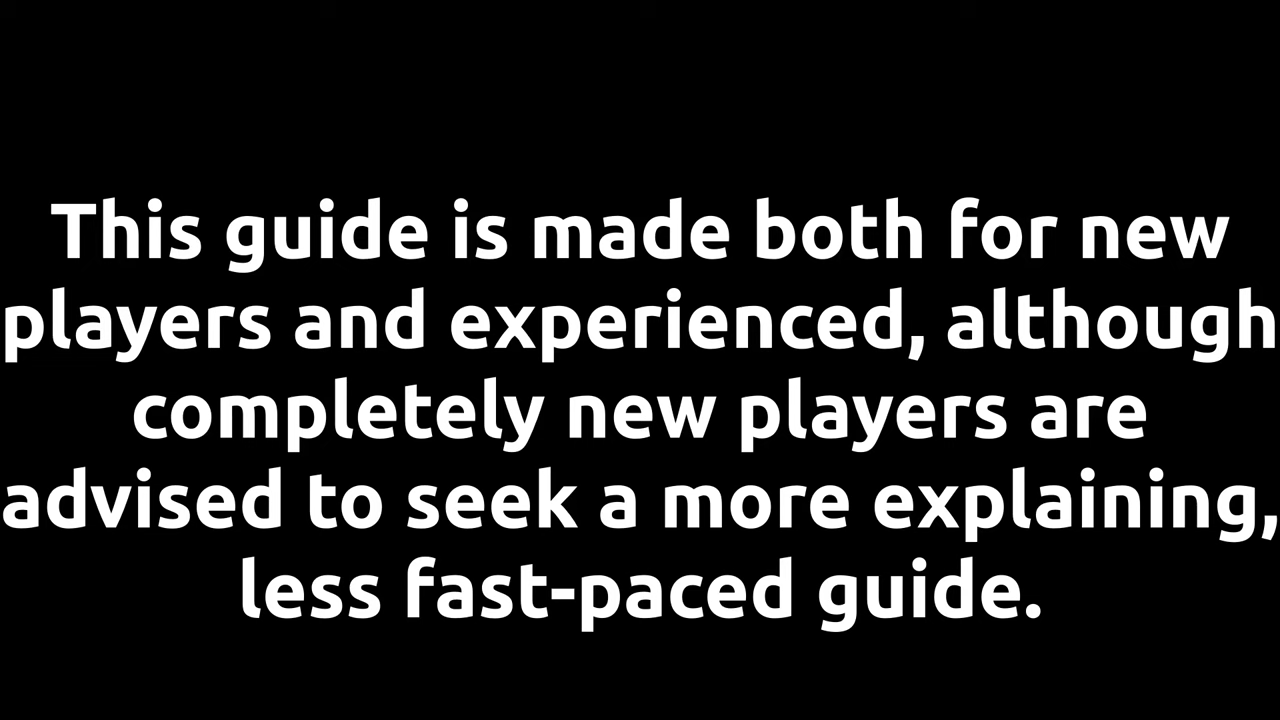 This guide is made both for new
players and experienced, although
completely new players are
advised to seek a more explaining,
less fast-paced guide.